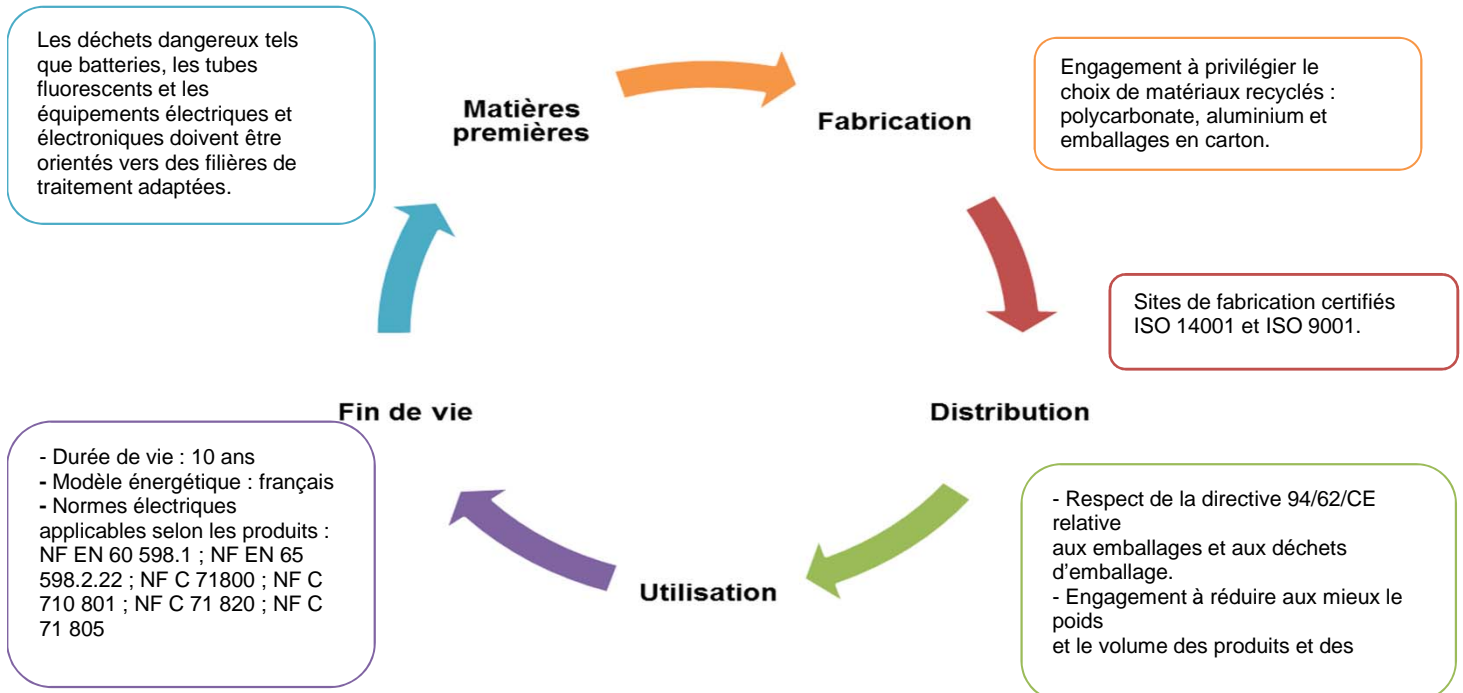 Les déchets dangereux tels
que batteries, les tubes
fluorescents et les
équipements électriques et
électroniques doivent être
orientés vers des filières de
traitement adaptées.
Matières
premières
Fabrication
Engagement à privilégier le
choix de matériaux recyclés :
polycarbonate, aluminium et
emballages en carton.
Sites de fabrication certifiés
ISO 14001 et ISO 9001.
Fin de vie
Distribution
- Durée de vie : 10 ans
- Modèle énergétique : français
- Normes électriques
applicables selon les produits :
NF EN 60 598.1 ; NF EN 65
598.2.22 ; NF C 71800 ; NF C
710 801 ; NF C 71 820 ; NF C
71 805
Utilisation
- Respect de la directive 94/62/CE
relative
aux emballages et aux déchets
d'emballage.
- Engagement à réduire aux mieux le
poids
et le volume des produits et des